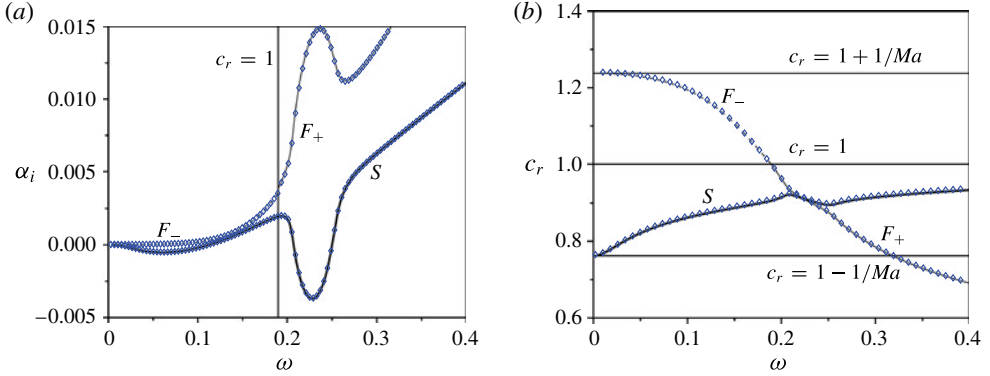 (a)
0.015
0.010
0.005
0.000
−0.005
α_i
c_r = 1
F_+
F_−
S
0 0.1 0.2 0.3 0.4
ω
(b)
1.4
1.2
1.0
0.8
0.6
c_r
c_r = 1 + 1/Ma
F_−
c_r = 1
S
F_+
c_r = 1 − 1/Ma
0 0.1 0.2 0.3 0.4
ω